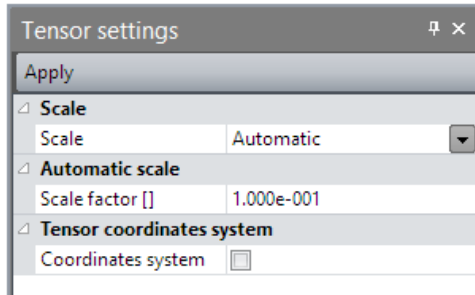 Tensor settings
Apply
Scale
Scale Automatic
Automatic scale
Scale factor [] 1.000e-001
Tensor coordinates system
Coordinates system